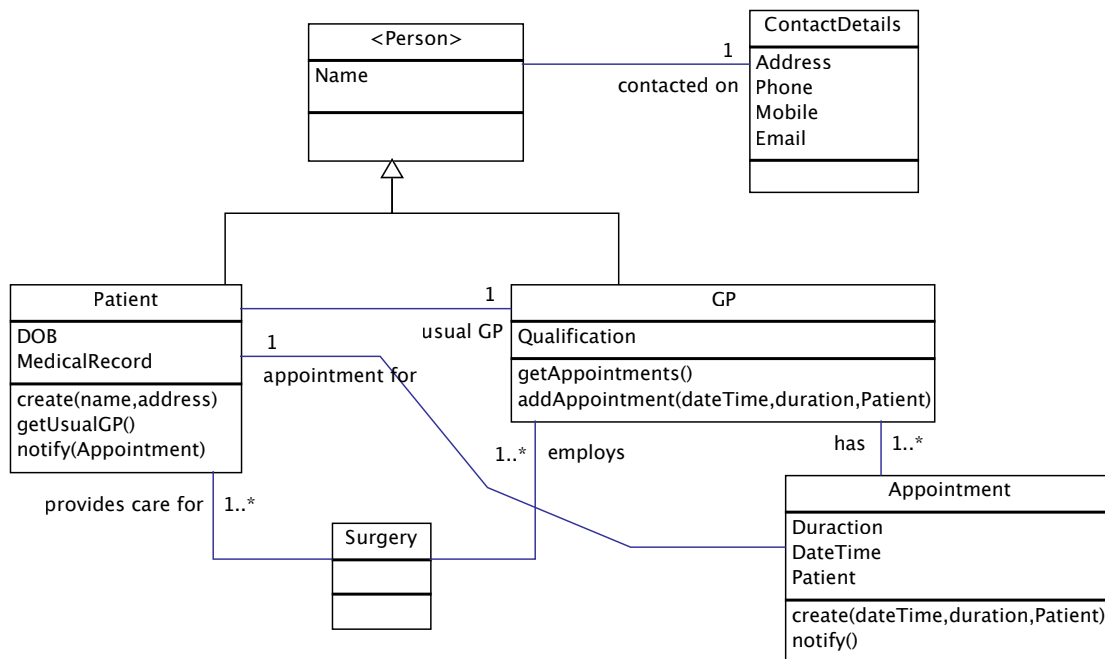 <Person>
Name
ContactDetails
Address
Phone
Mobile
Email
1
contacted on
Patient
DOB
MedicalRecord
create(name,address)
getUsualGP()
notify(Appointment)
1
usual GP
1
appointment for
GP
Qualification
getAppointments()
addAppointment(dateTime,duration,Patient)
provides care for
1..*
1..*
employs
has
1..*
Surgery
Appointment
Duraction
DateTime
Patient
create(dateTime,duration,Patient)
notify()